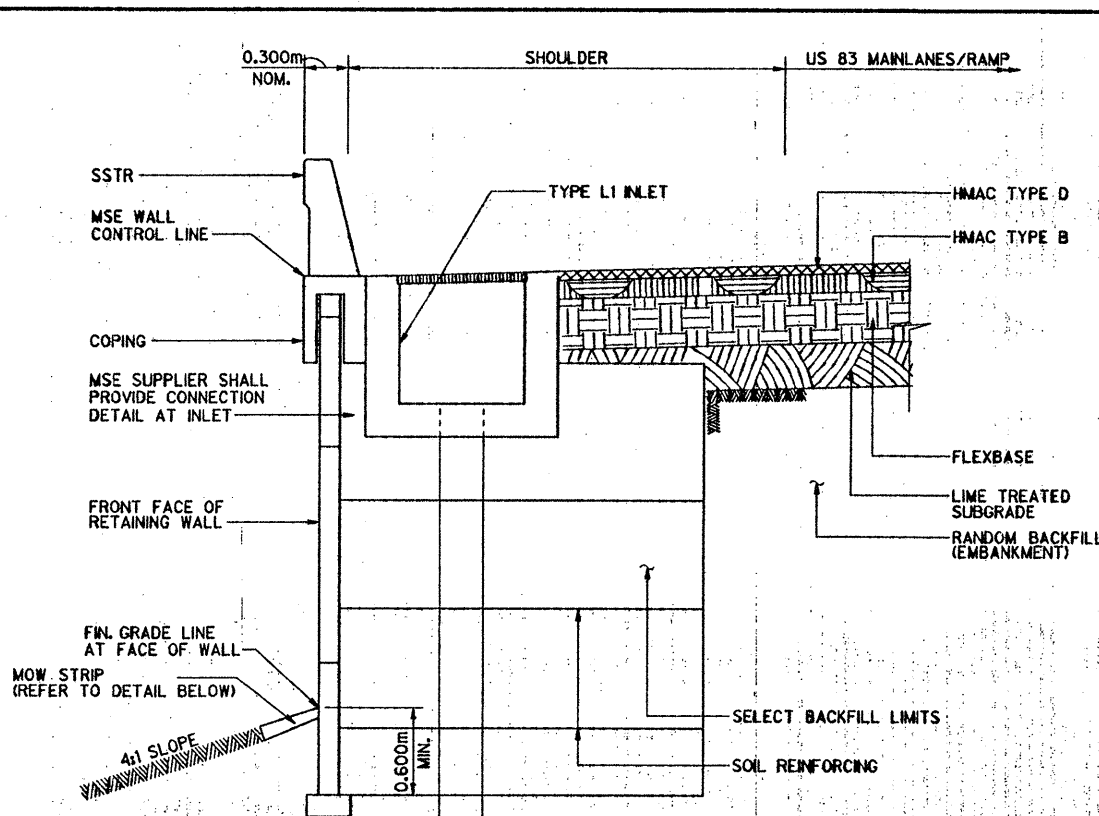 0.300m
NOM.
SHOULDER
US 83 MAINLANES/RAMP
SSTR
TYPE L1 INLET
HMAC TYPE D
MSE WALL
CONTROL LINE
HMAC TYPE B
COPING
MSE SUPPLIER SHALL
PROVIDE CONNECTION
DETAIL AT INLET
FLEXBASE
LIME TREATED
SUBGRADE
FRONT FACE OF
RETAINING WALL
RANDOM BACKFILL
(EMBANKMENT)
FIN. GRADE LINE
AT FACE OF WALL
MOW STRIP
(REFER TO DETAIL BELOW)
4:1 SLOPE
0.600m
MIN.
SELECT BACKFILL LIMITS
SOIL REINFORCING